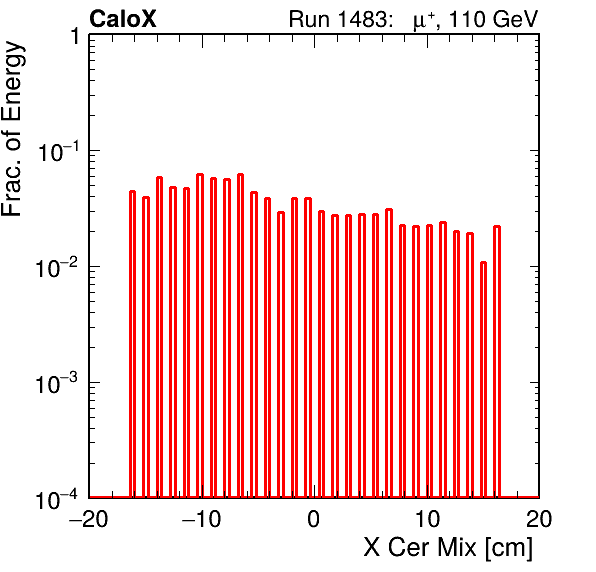 CaloX Run 1483: μ⁺, 110 GeV
Frac. of Energy
1
10⁻¹
10⁻²
10⁻³
10⁻⁴
−20 −10 0 10 20
X Cer Mix [cm]